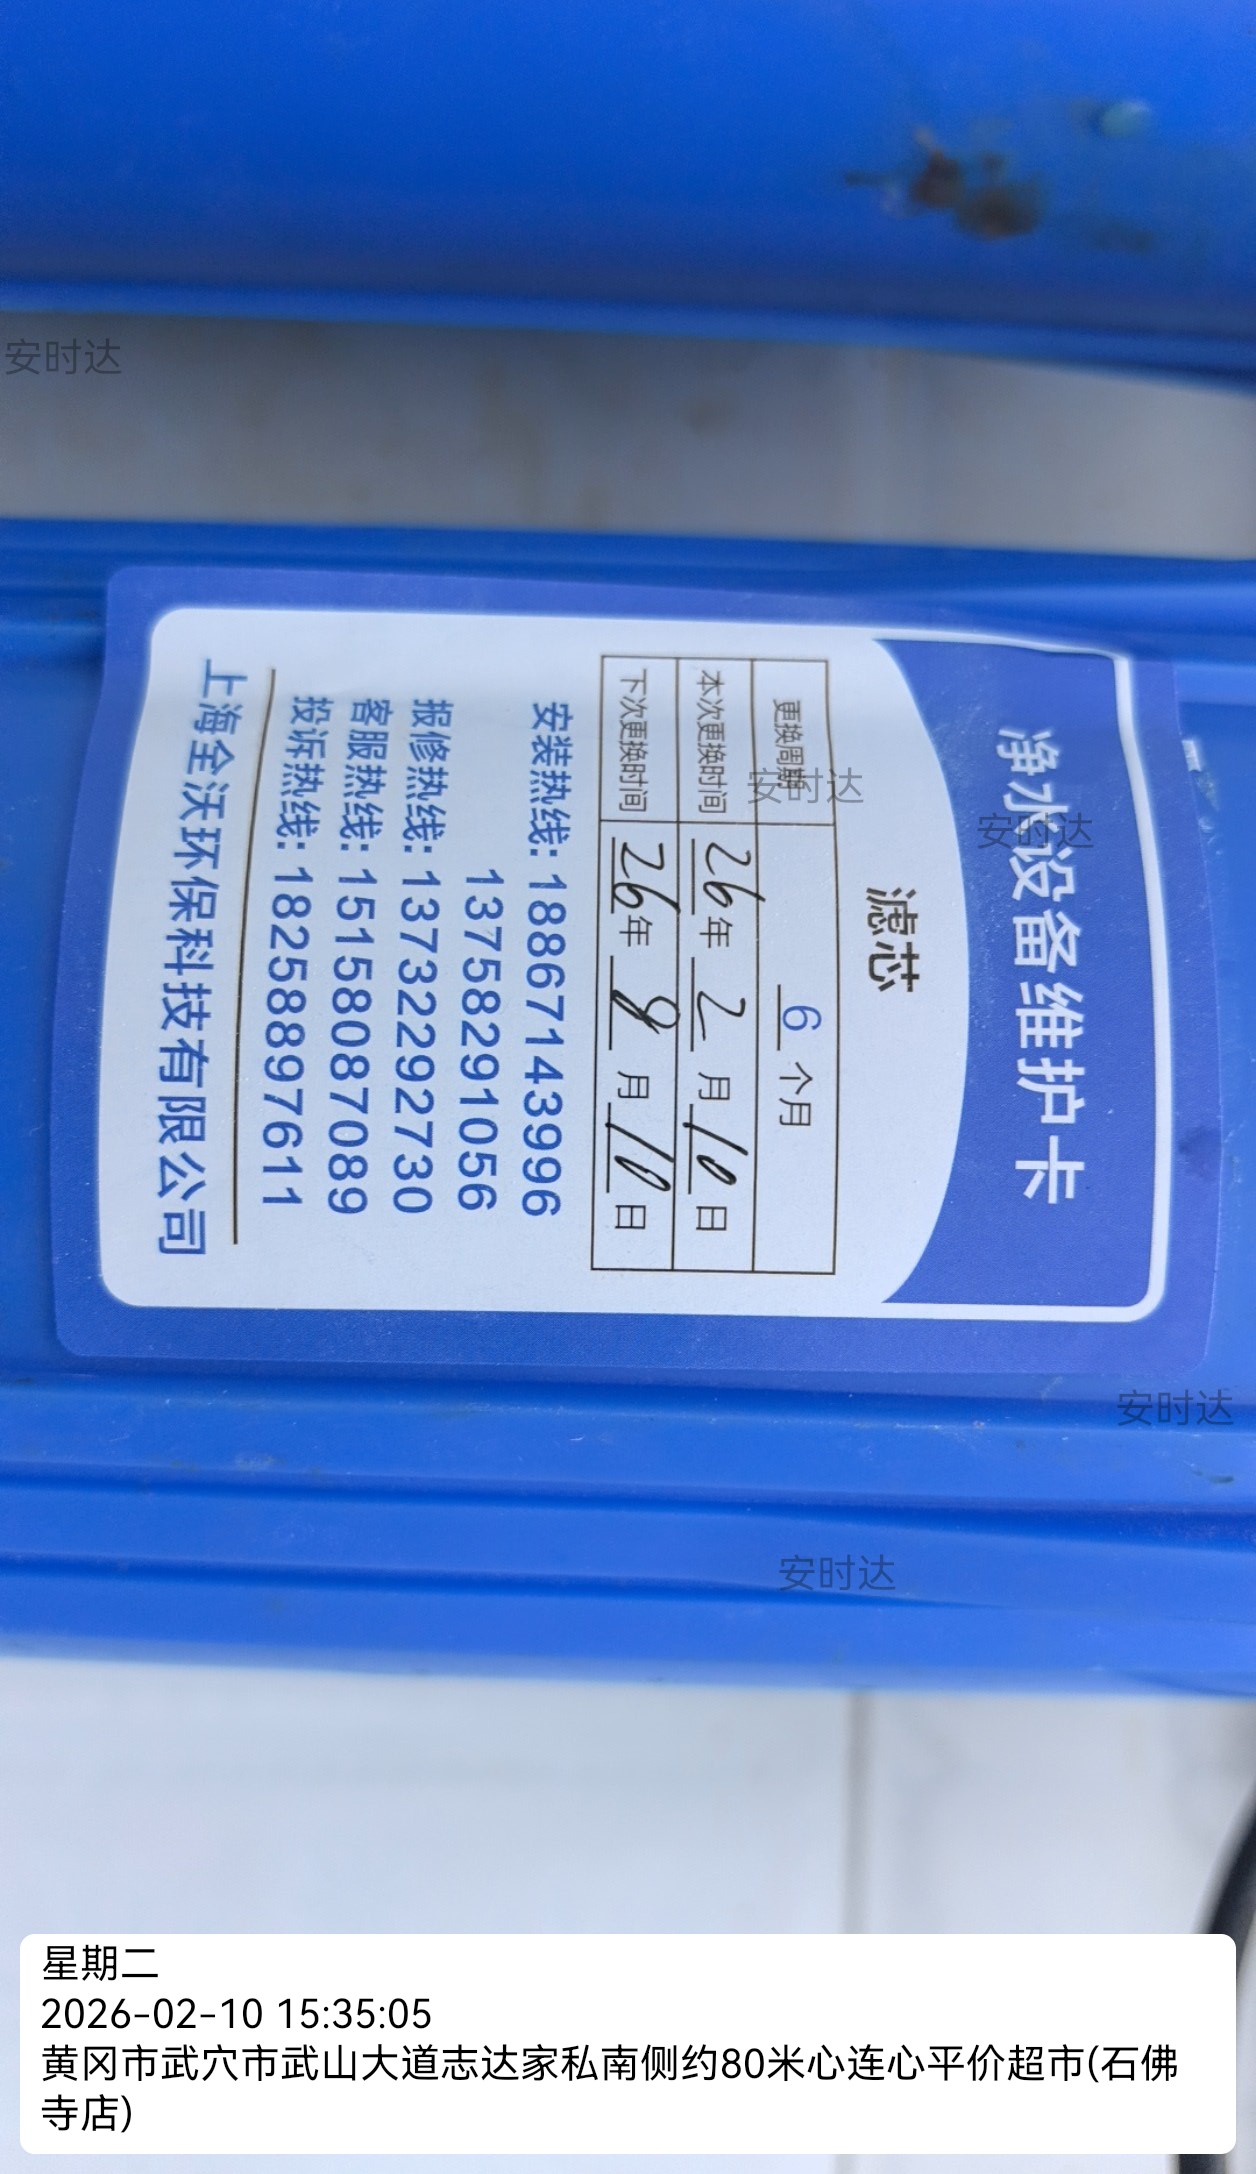 净水设备维护卡
滤芯
更换周期 6 个月
本次更换时间 26 年 2 月 10 日
下次更换时间 26 年 8 月 10 日
安装热线: 18867143996
13758291056
报修热线: 13732292730
客服热线: 15158087089
投诉热线: 18258897611
上海全沃环保科技有限公司
安时达
安时达
安时达
安时达
安时达
星期二
2026-02-10 15:35:05
黄冈市武穴市武山大道志达家私南侧约80米心连心平价超市(石佛
寺店)